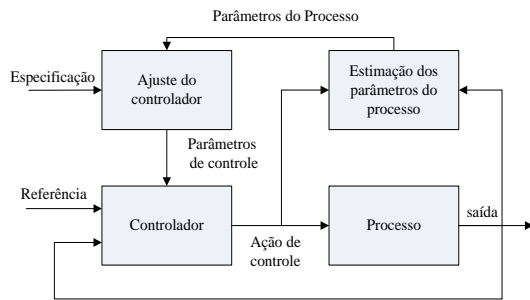 Parâmetros do Processo
Especificação
Ajuste do
controlador
Estimação dos
parâmetros do
processo
Parâmetros
de controle
Referência
Controlador
Ação de
controle
Processo
saída